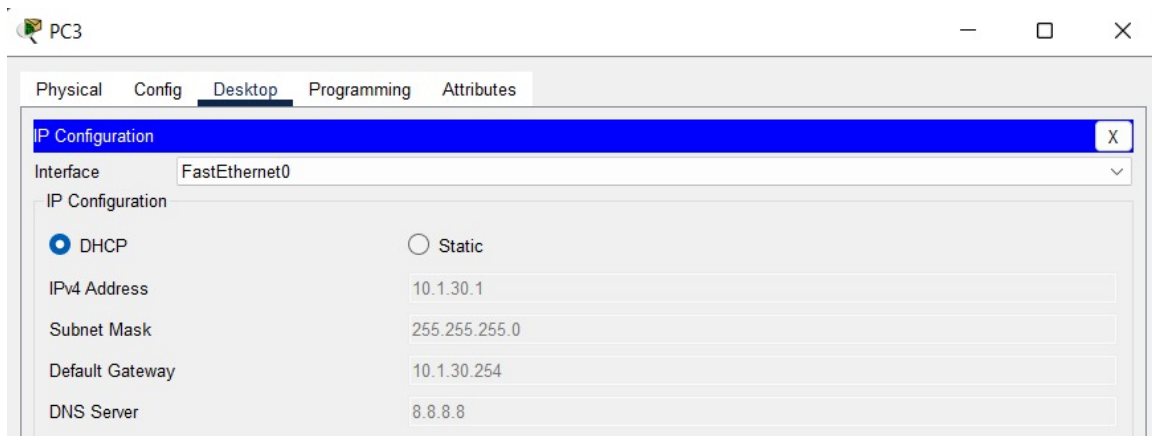 PC3
Physical Config Desktop Programming Attributes
IP Configuration X
Interface FastEthernet0
IP Configuration
DHCP Static
IPv4 Address 10.1.30.1
Subnet Mask 255.255.255.0
Default Gateway 10.1.30.254
DNS Server 8.8.8.8